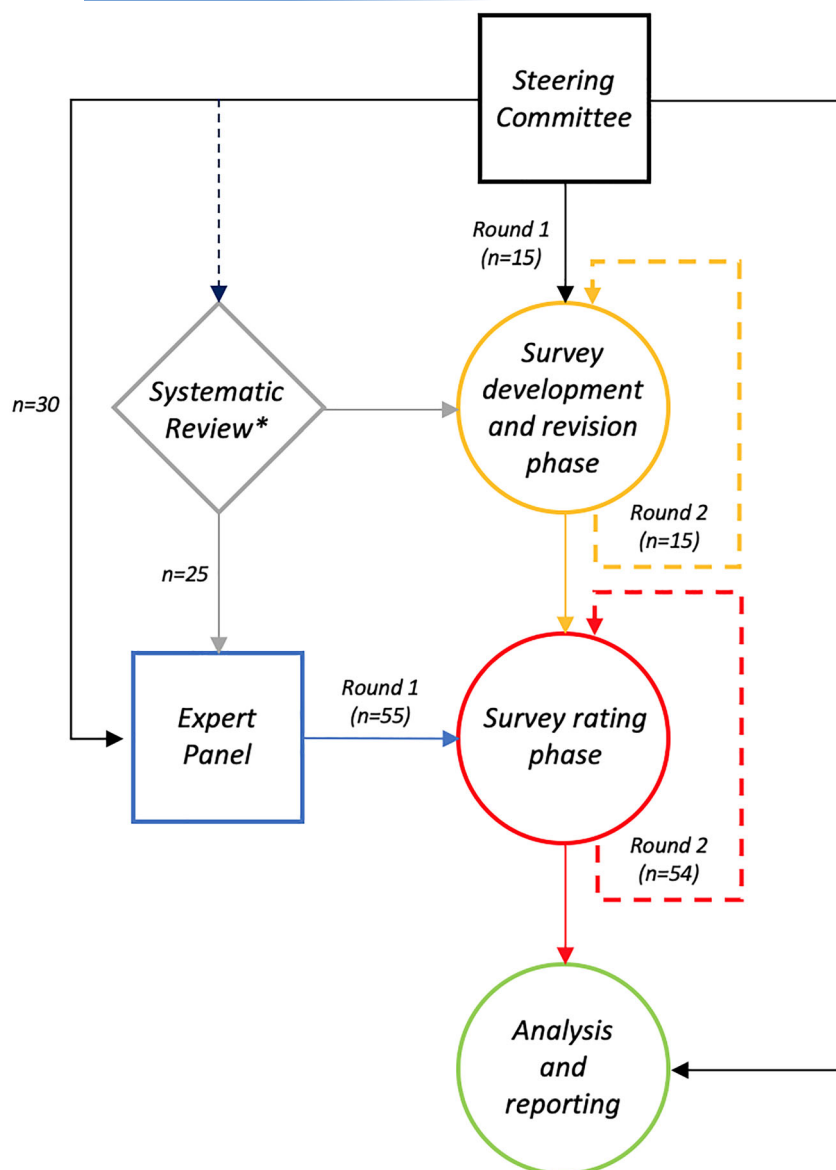 Steering
Committee
Round 1
(n=15)
Survey
development
and revision
phase
Systematic
Review*
n=30
Round 2
(n=15)
n=25
Expert
Panel
Round 1
(n=55)
Survey rating
phase
Round 2
(n=54)
Analysis
and
reporting